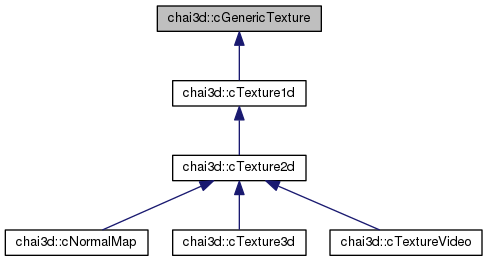 chai3d::cGenericTexture
chai3d::cTexture1d
chai3d::cTexture2d
chai3d::cNormalMap
chai3d::cTexture3d
chai3d::cTextureVideo